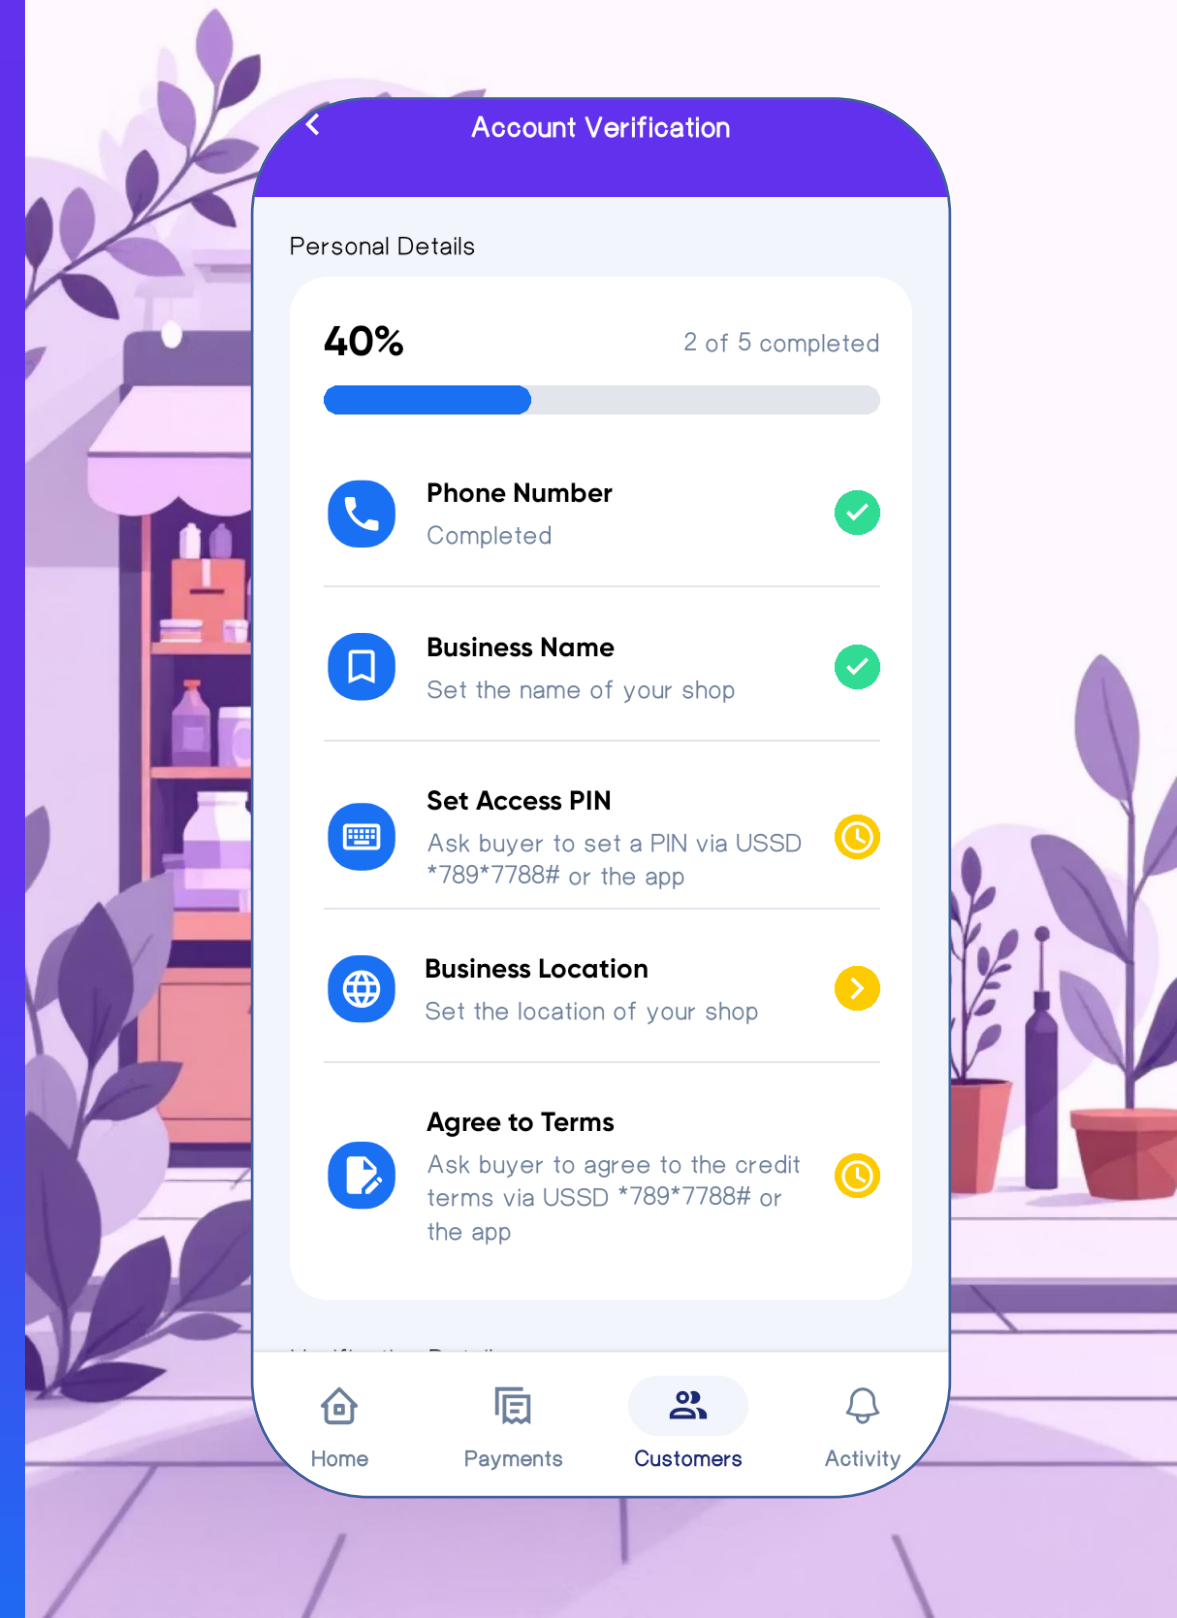 Account Verification
Personal Details
40%
2 of 5 completed
Phone Number
Completed
Business Name
Set the name of your shop
Set Access PIN
Ask buyer to set a PIN via USSD
*789*7788# or the app
Business Location
Set the location of your shop
Agree to Terms
Ask buyer to agree to the credit
terms via USSD *789*7788# or
the app
Home
Payments
Customers
Activity